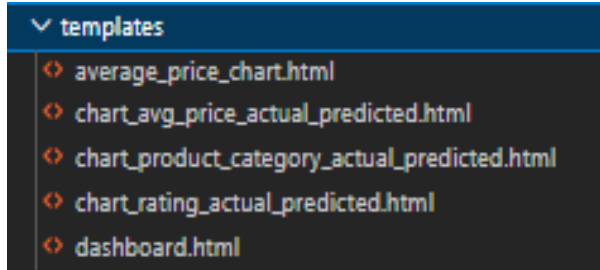 templates
average_price_chart.html
chart_avg_price_actual_predicted.html
chart_product_category_actual_predicted.html
chart_rating_actual_predicted.html
dashboard.html